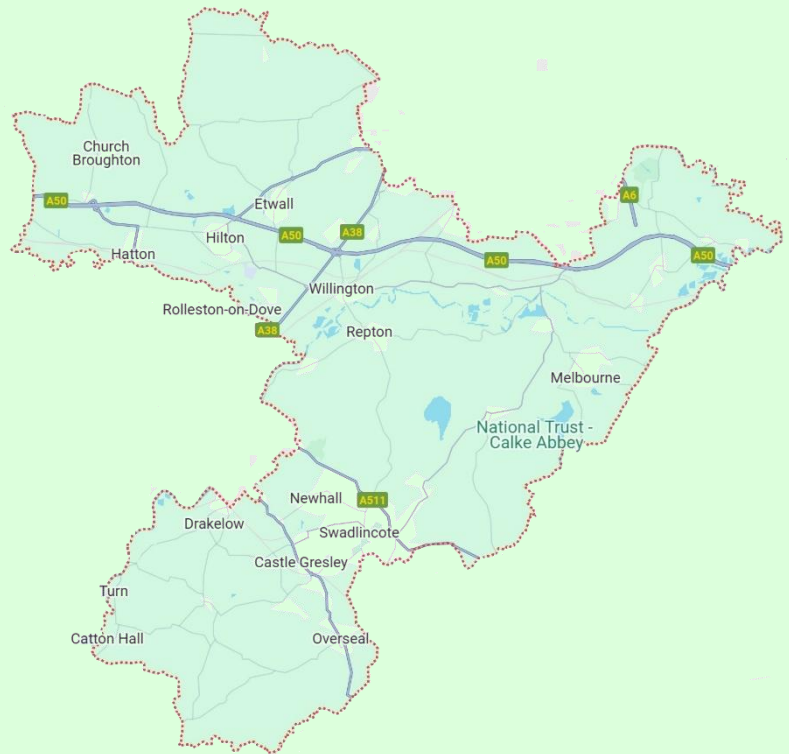 Church
Broughton
A6
A50
Etwall
A38
Hilton
A50
Hatton
A50
A50
Willington
Rolleston-on-Dove
A38
Repton
Melbourne
National Trust -
Calke Abbey
Newhall
A511
Drakelow
Swadlincote
Castle Gresley
Turn
Catton Hall
Overseal